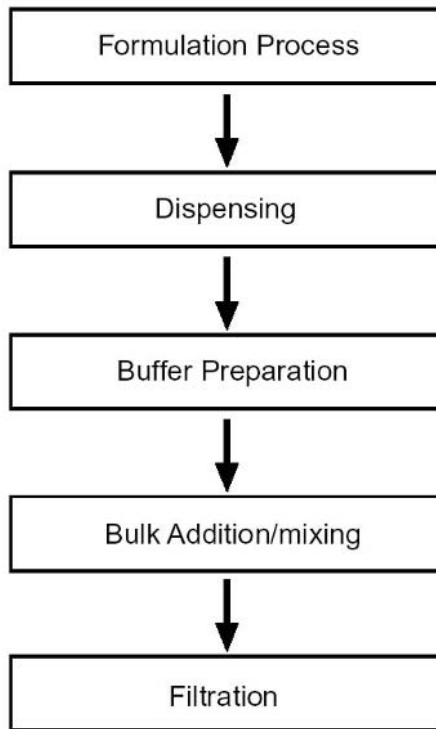 Formulation Process
Dispensing
Buffer Preparation
Bulk Addition/mixing
Filtration